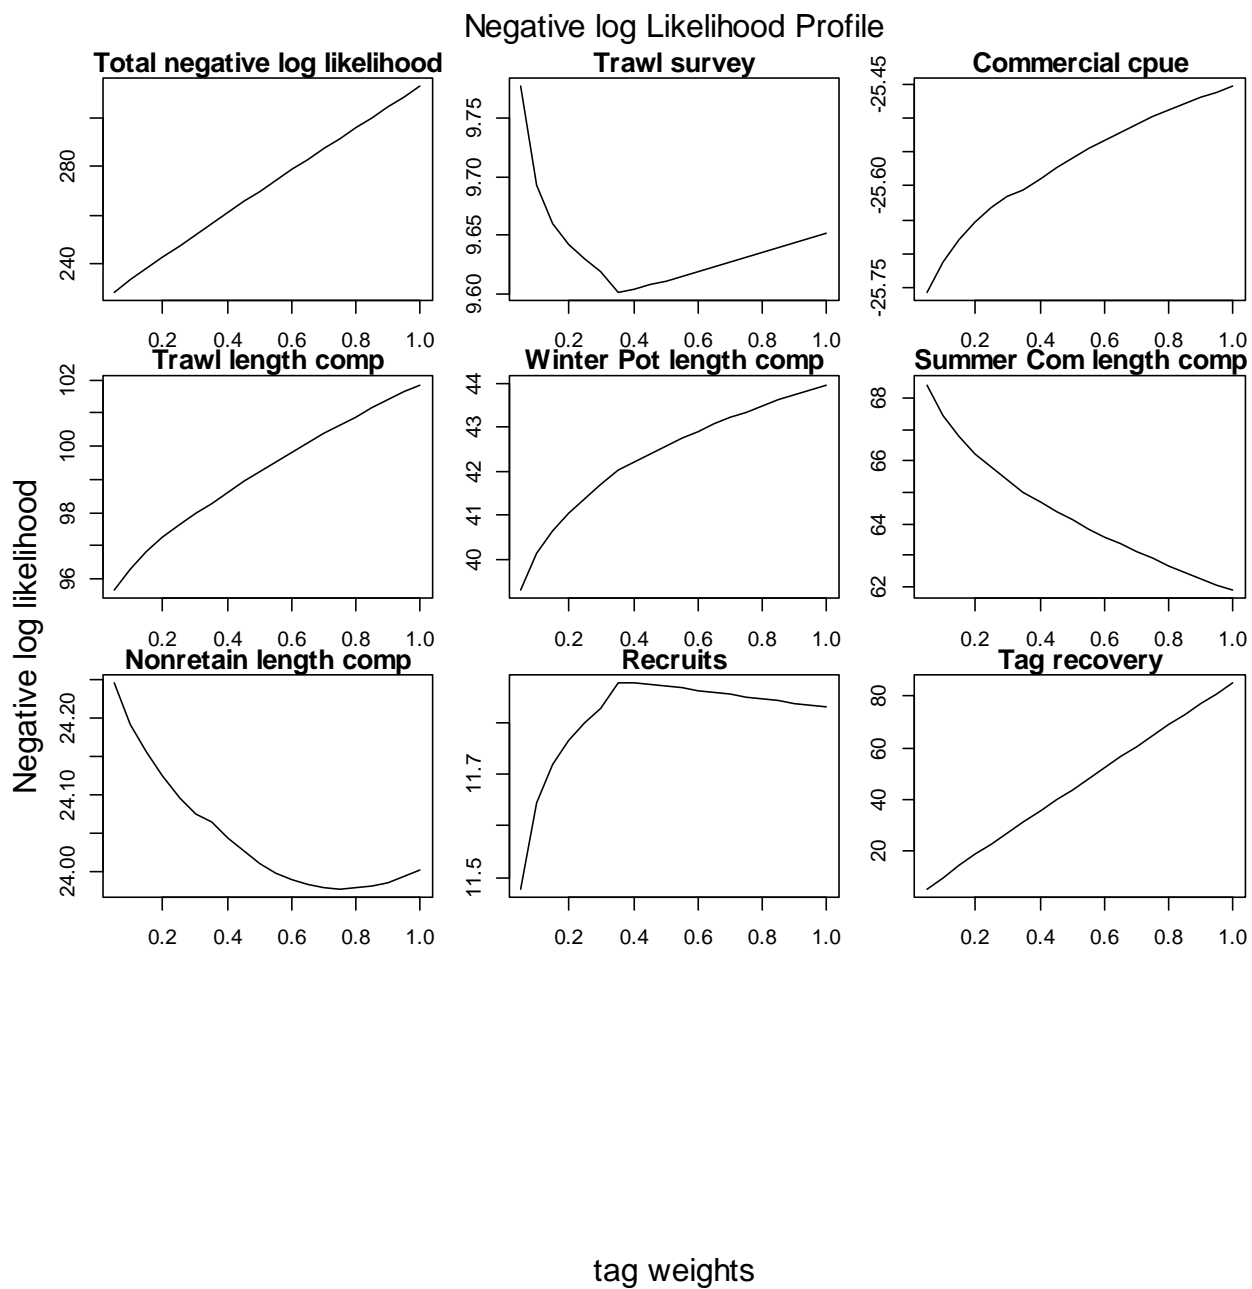 Negative log Likelihood Profile
Total negative log likelihood
Trawl survey
Commercial cpue
240 280
9.60 9.65 9.70 9.75
-25.75 -25.60 -25.45
0.2 0.4 0.6 0.8 1.0
0.2 0.4 0.6 0.8 1.0
0.2 0.4 0.6 0.8 1.0
Trawl length comp
Winter Pot length comp
Summer Com length comp
96 98 100 102
40 41 42 43 44
62 64 66 68
0.2 0.4 0.6 0.8 1.0
0.2 0.4 0.6 0.8 1.0
0.2 0.4 0.6 0.8 1.0
Nonretain length comp
Recruits
Tag recovery
24.00 24.10 24.20
11.5 11.7
20 40 60 80
0.2 0.4 0.6 0.8 1.0
0.2 0.4 0.6 0.8 1.0
0.2 0.4 0.6 0.8 1.0
Negative log likelihood
tag weights